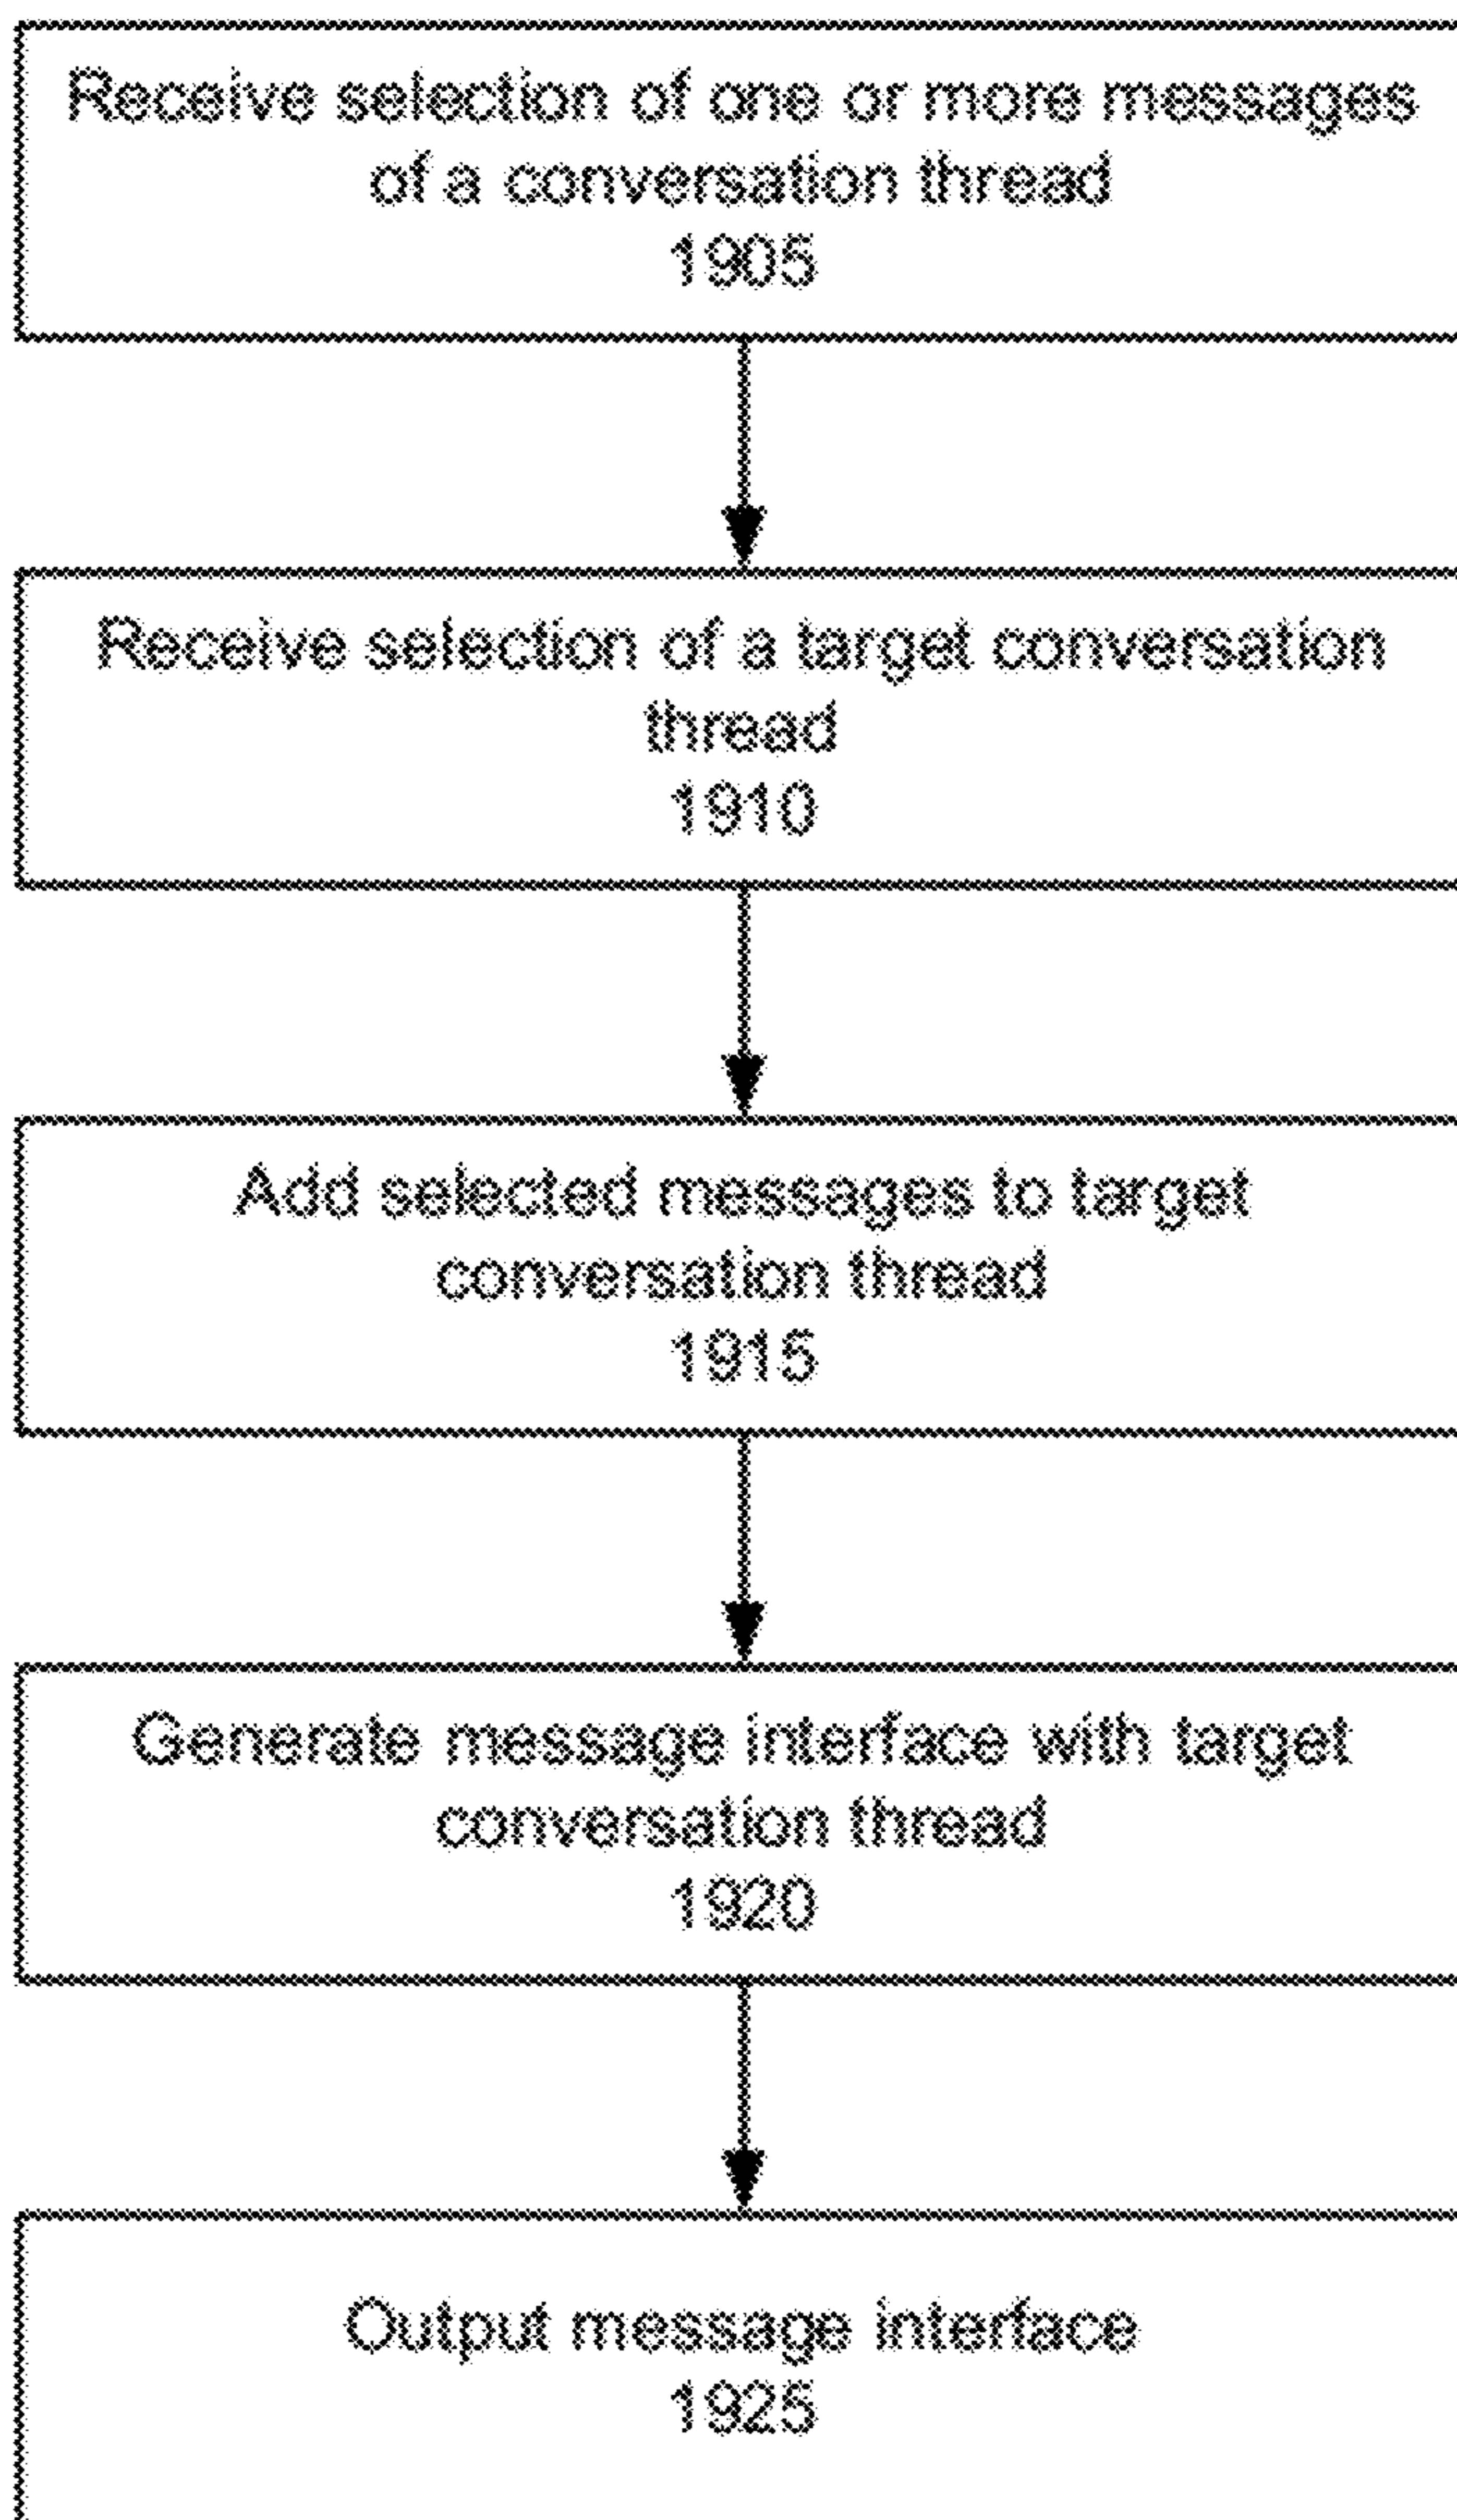 Receive selection of one or more messages
of a conversation thread
1905
Receive selection of a target conversation
thread
1910
Add selected messages to target
conversation thread
1915
Generate message interface with target
conversation thread
1920
Output message interface
1925